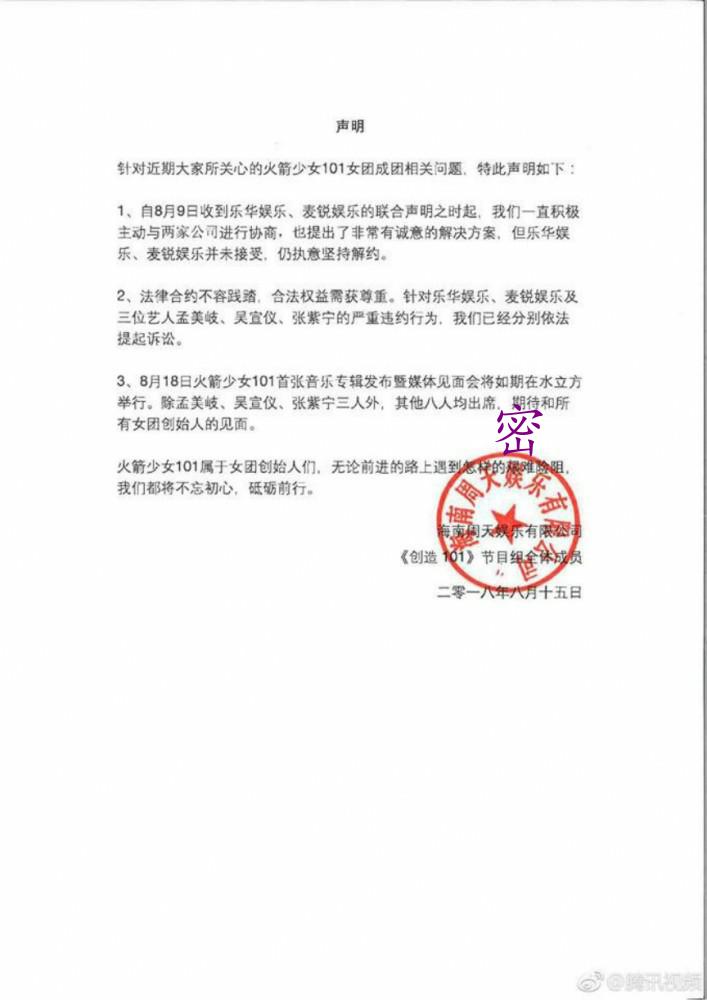 声明
针对近期大家所关心的火箭少女101女团成团相关问题，特此声明如下：
1、自8月9日收到乐华娱乐、麦锐娱乐的联合声明之时起，我们一直积极
主动与两家公司进行协商，也提出了非常有诚意的解决方案，但乐华娱
乐、麦锐娱乐并未接受，仍执意坚持解约。
2、法律合约不容践踏，合法权益需获尊重。针对乐华娱乐、麦锐娱乐及
三位艺人孟美岐、吴宣仪、张紫宁的严重违约行为，我们已经分别依法
提起诉讼。
3、8月18日火箭少女101首张音乐专辑发布暨媒体见面会将如期在水立方
举行。除孟美岐、吴宣仪、张紫宁三人外，其他八人均出席，期待和所
有女团创始人的见面。
密
火箭少女101属于女团创始人们，无论前进的路上遇到怎样的艰难险阻，
我们都将不忘初心，砥砺前行。
海南周天娱乐有限公司
海南周天娱乐有限公司
《创造101》节目组全体成员
二零一八年八月十五日
@腾讯视频